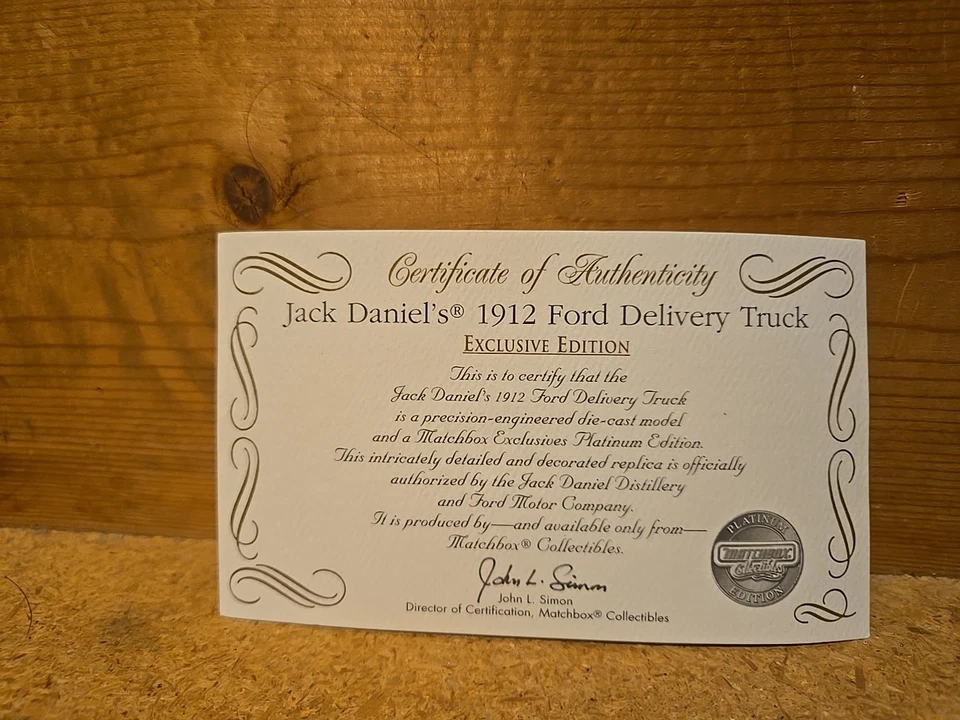 Certificate of Authenticity
Jack Daniel's® 1912 Ford Delivery Truck
EXCLUSIVE EDITION
This is to certify that the
Jack Daniel's 1912 Ford Delivery Truck
is a precision-engineered die-cast model
and a Matchbox Exclusives Platinum Edition.
This intricately detailed and decorated replica is officially
authorized by the Jack Daniel Distillery
and Ford Motor Company.
It is produced by—and available only from—
Matchbox® Collectibles.
John L. Simon
John L. Simon
Director of Certification, Matchbox® Collectibles
PLATINUM
MATCHBOX
Collectibles
EDITION